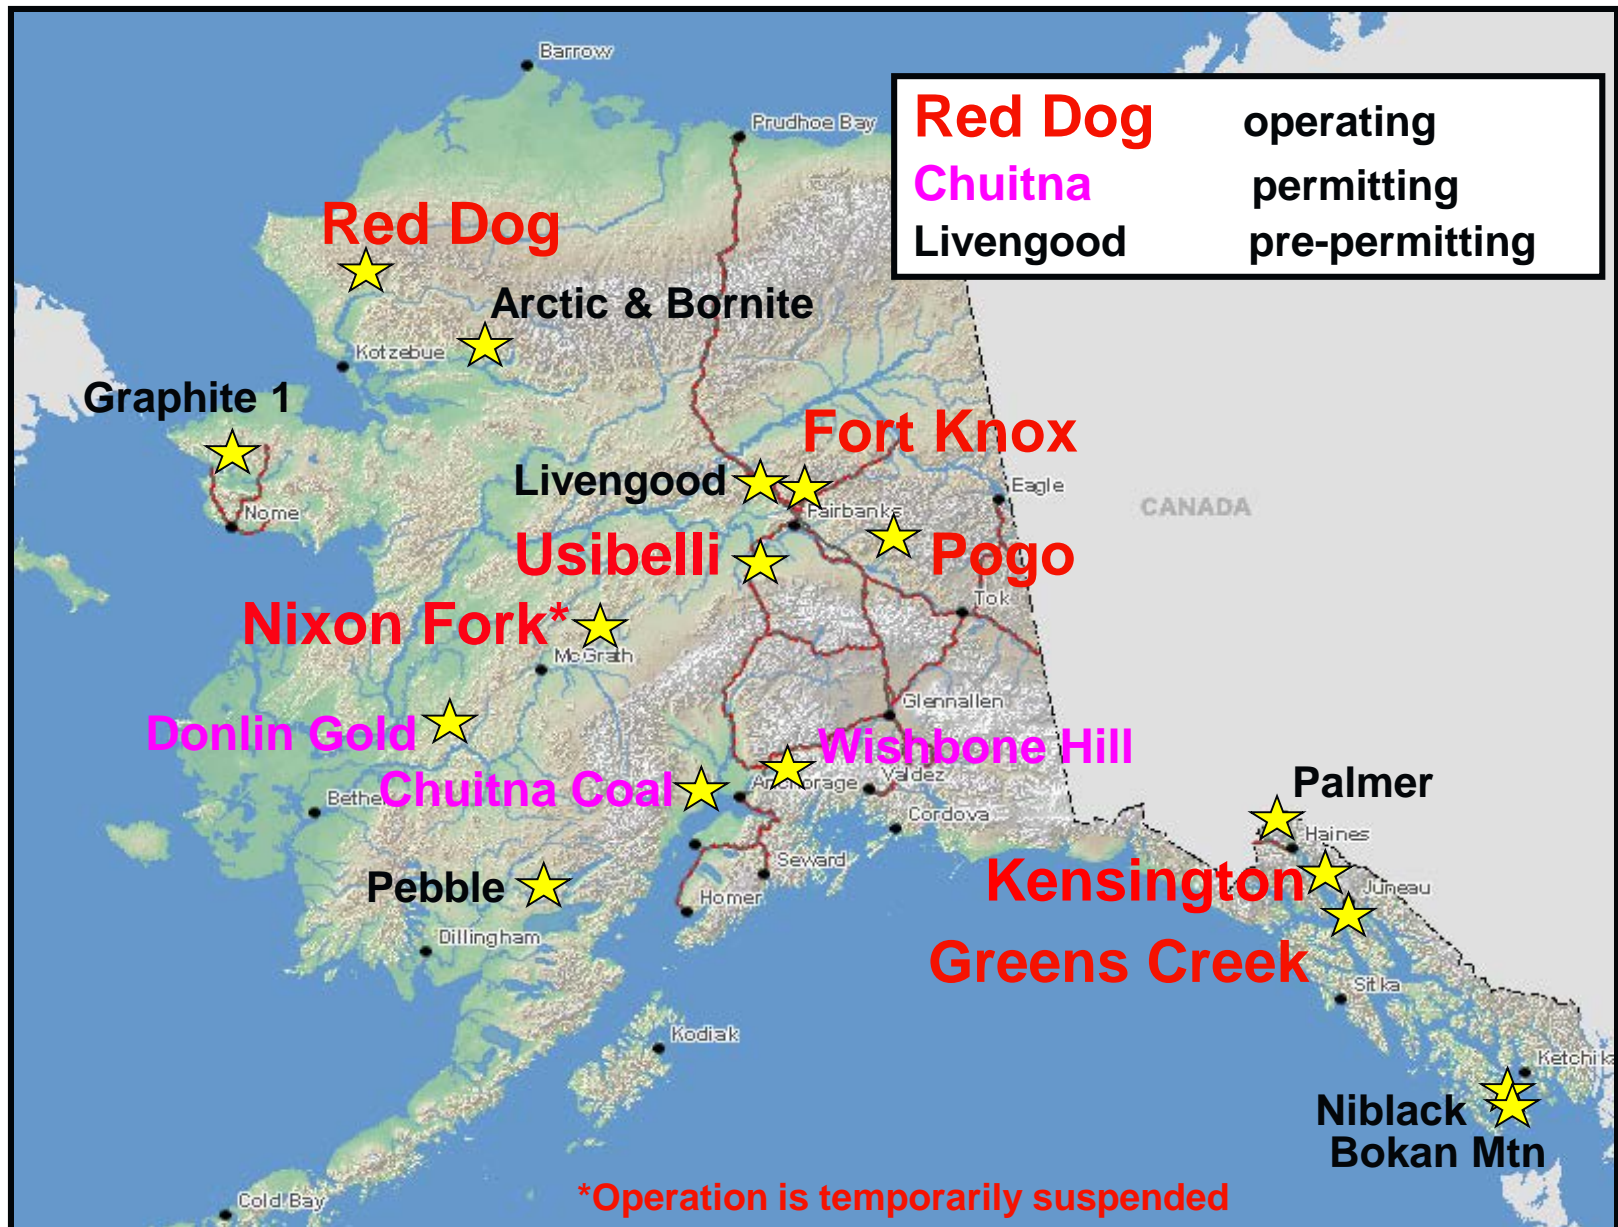 Barrow
Prudhoe Bay
Red Dog operating
Chuitna permitting
Livengood pre-permitting
Red Dog
Arctic & Bornite
Kotzebue
Graphite 1
Fort Knox
Livengood
Eagle
CANADA
Nome
Fairbanks
Usibelli
Pogo
Tok
Nixon Fork*
McGrath
Glennallen
Donlin Gold
Wishbone Hill
Chuitna Coal
Anchorage
Valdez
Bethel
Palmer
Cordova
Haines
Seward
Pebble
Kensington
Juneau
Homer
Dillingham
Greens Creek
Sitka
Kodiak
Ketchik
Niblack
Bokan Mtn
Cold Bay
*Operation is temporarily suspended